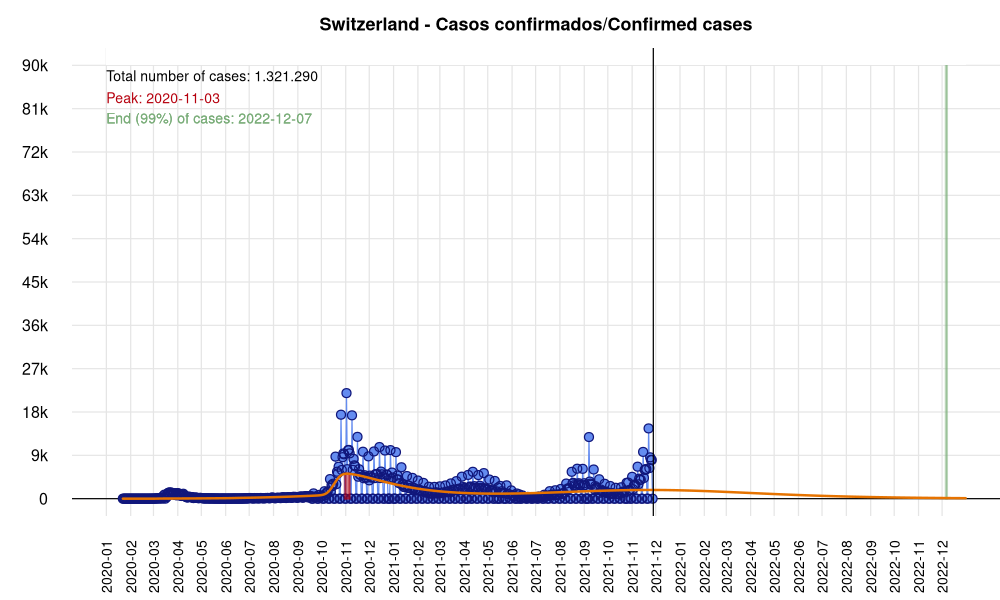 Switzerland - Casos confirmados/Confirmed cases
90k
Total number of cases: 1.321.290
Peak: 2020-11-03
81k
End (99%) of cases: 2022-12-07
72k
63k
54k
45k
36k
27k
18k
9k
0
2020-01
2020-02
2020-03
2020-04
2020-05
2020-06
2020-07
2020-08
2020-09
2020-10
2020-11
2020-12
2021-01
2021-02
2021-03
2021-04
2021-05
2021-06
2021-07
2021-08
2021-09
2021-10
2021-11
2021-12
2022-01
2022-02
2022-03
2022-04
2022-05
2022-06
2022-07
2022-08
2022-09
2022-10
2022-11
2022-12